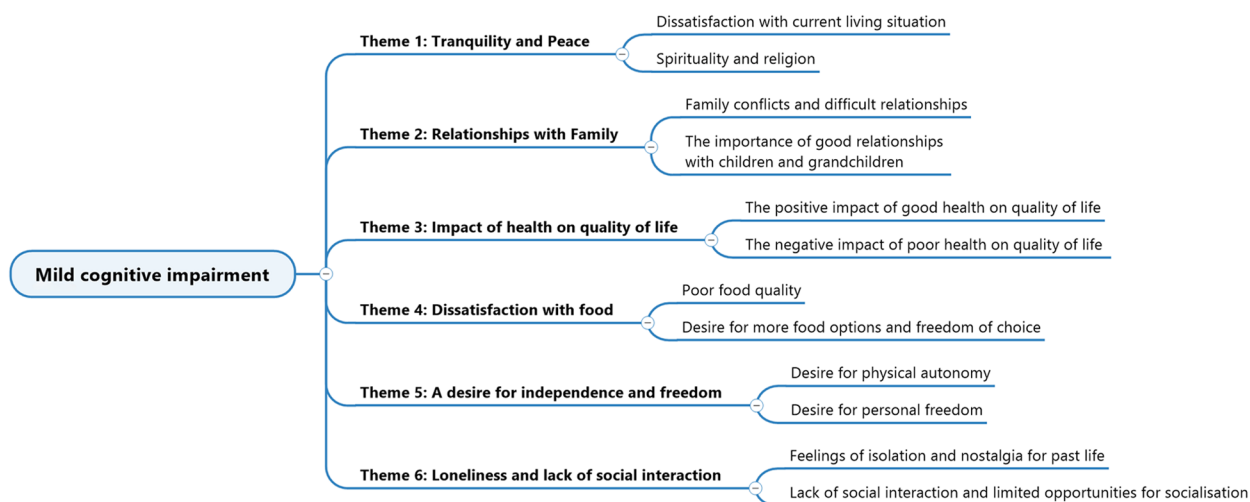 Mild cognitive impairment
Theme 1: Tranquility and Peace
Dissatisfaction with current living situation
Spirituality and religion
Theme 2: Relationships with Family
Family conflicts and difficult relationships
The importance of good relationships
with children and grandchildren
Theme 3: Impact of health on quality of life
The positive impact of good health on quality of life
The negative impact of poor health on quality of life
Theme 4: Dissatisfaction with food
Poor food quality
Desire for more food options and freedom of choice
Theme 5: A desire for independence and freedom
Desire for physical autonomy
Desire for personal freedom
Theme 6: Loneliness and lack of social interaction
Feelings of isolation and nostalgia for past life
Lack of social interaction and limited opportunities for socialisation